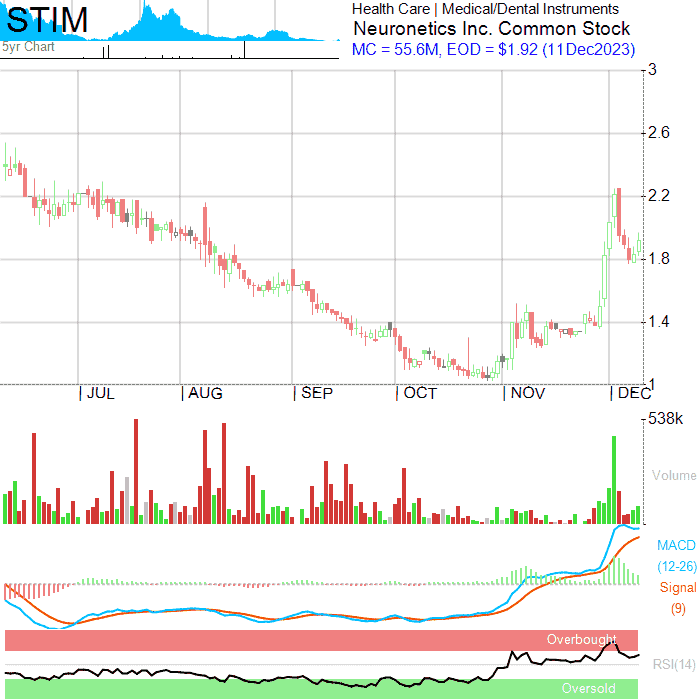 STIM
5yr Chart
Health Care | Medical/Dental Instruments
Neuronetics Inc. Common Stock
MC = 55.6M, EOD = $1.92 (11Dec2023)
3
2.6
2.2
1.8
1.4
1
JUL AUG SEP OCT NOV DEC
538k
Volume
MACD
(12-26)
Signal
(9)
Overbought
RSI(14)
Oversold